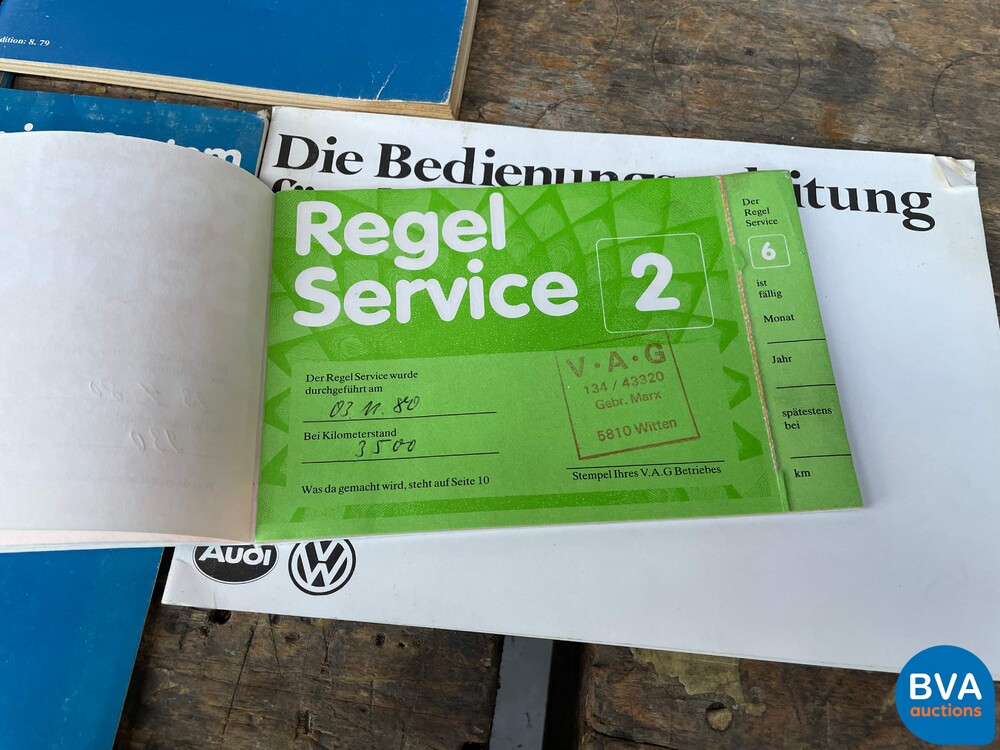 dition: 8. 79
Die Bedienungs
itung
Regel
Service
2
Der Regel Service wurde
durchgeführt am
03 11. 80
Bei Kilometerstand
3500
Was da gemacht wird, steht auf Seite 10
V·A·G
134 / 43320
Gebr. Marx
5810 Witten
Stempel Ihres V.A.G Betriebes
Der
Regel
Service
6
ist
fällig
Monat
Jahr
spätestens
bei
km
Audi
VW
BVA
auctions